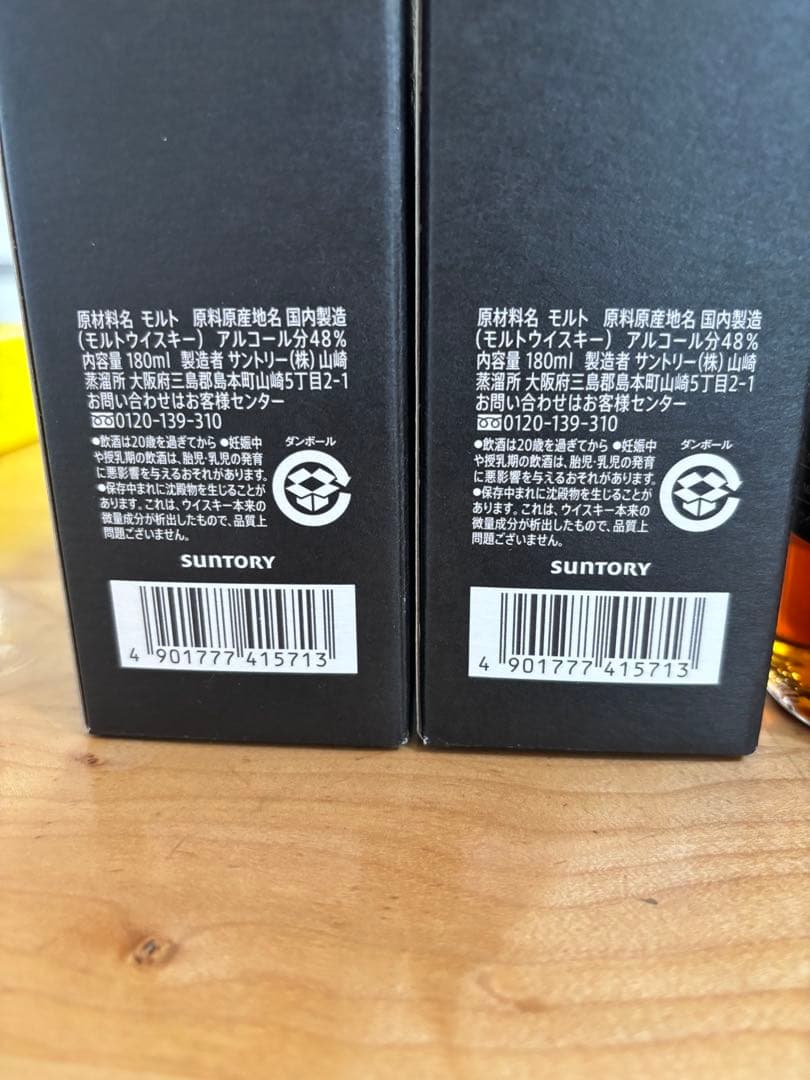 原材料名 モルト 原料原産地名 国内製造
(モルトウイスキー) アルコール分48%
内容量 180ml 製造者 サントリー(株) 山崎
蒸溜所 大阪府三島郡島本町山崎5丁目2-1
お問い合わせはお客様センター
0120-139-310
●飲酒は20歳を過ぎてから ●妊娠中
や授乳期の飲酒は、胎児・乳児の発育
に悪影響を与えるおそれがあります。
●保存中まれに沈殿物を生じることが
あります。これは、ウイスキー本来の
微量成分が析出したもので、品質上
問題ございません。
ダンボール
SUNTORY
4 901777 415713
原材料名 モルト 原料原産地名 国内製造
(モルトウイスキー) アルコール分48%
内容量 180ml 製造者 サントリー(株) 山崎
蒸溜所 大阪府三島郡島本町山崎5丁目2-1
お問い合わせはお客様センター
0120-139-310
●飲酒は20歳を過ぎてから ●妊娠中
や授乳期の飲酒は、胎児・乳児の発育
に悪影響を与えるおそれがあります。
●保存中まれに沈殿物を生じることが
あります。これは、ウイスキー本来の
微量成分が析出したもので、品質上
問題ございません。
ダンボール
SUNTORY
4 901777 415713